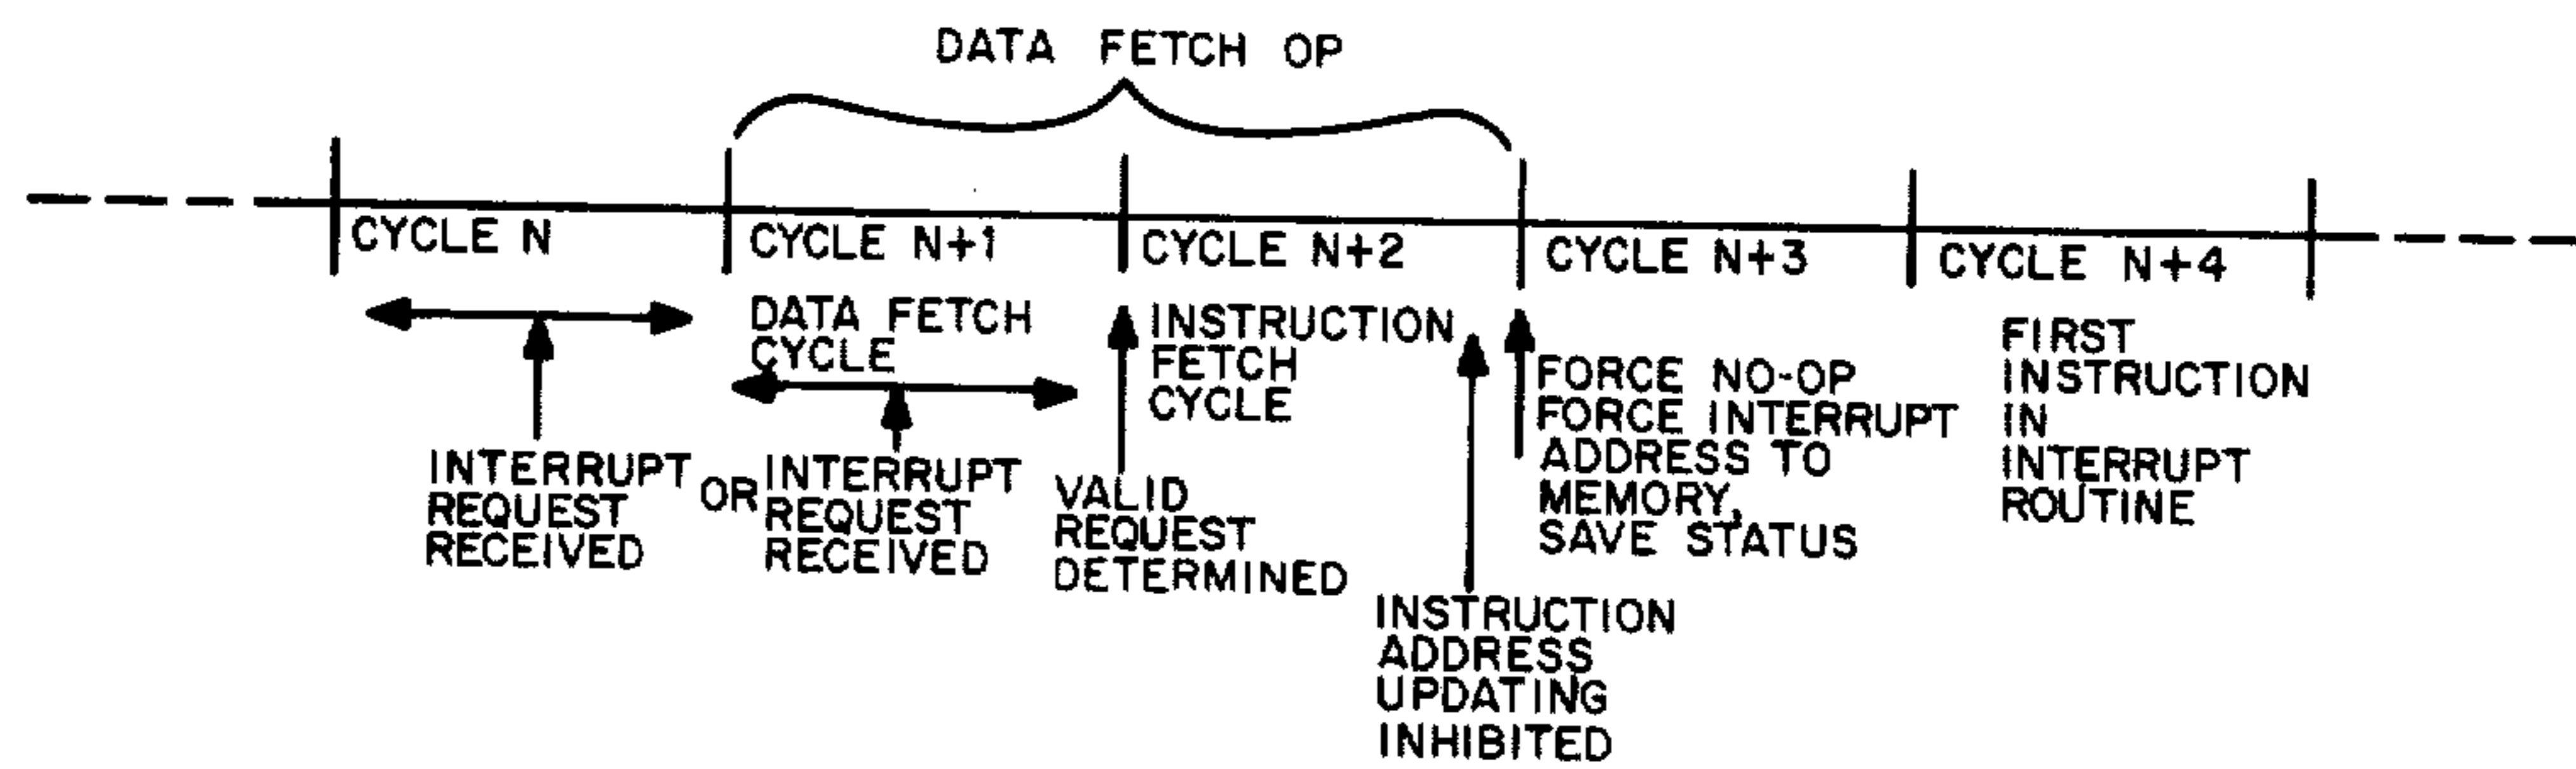 DATA FETCH OP
CYCLE N
CYCLE N+1
CYCLE N+2
CYCLE N+3
CYCLE N+4
DATA FETCH
CYCLE
INSTRUCTION
FETCH
CYCLE
FORCE NO-OP
FORCE INTERRUPT
ADDRESS TO
MEMORY,
SAVE STATUS
FIRST
INSTRUCTION
IN
INTERRUPT
ROUTINE
INTERRUPT
REQUEST
RECEIVED
OR
INTERRUPT
REQUEST
RECEIVED
VALID
REQUEST
DETERMINED
INSTRUCTION
ADDRESS
UPDATING
INHIBITED